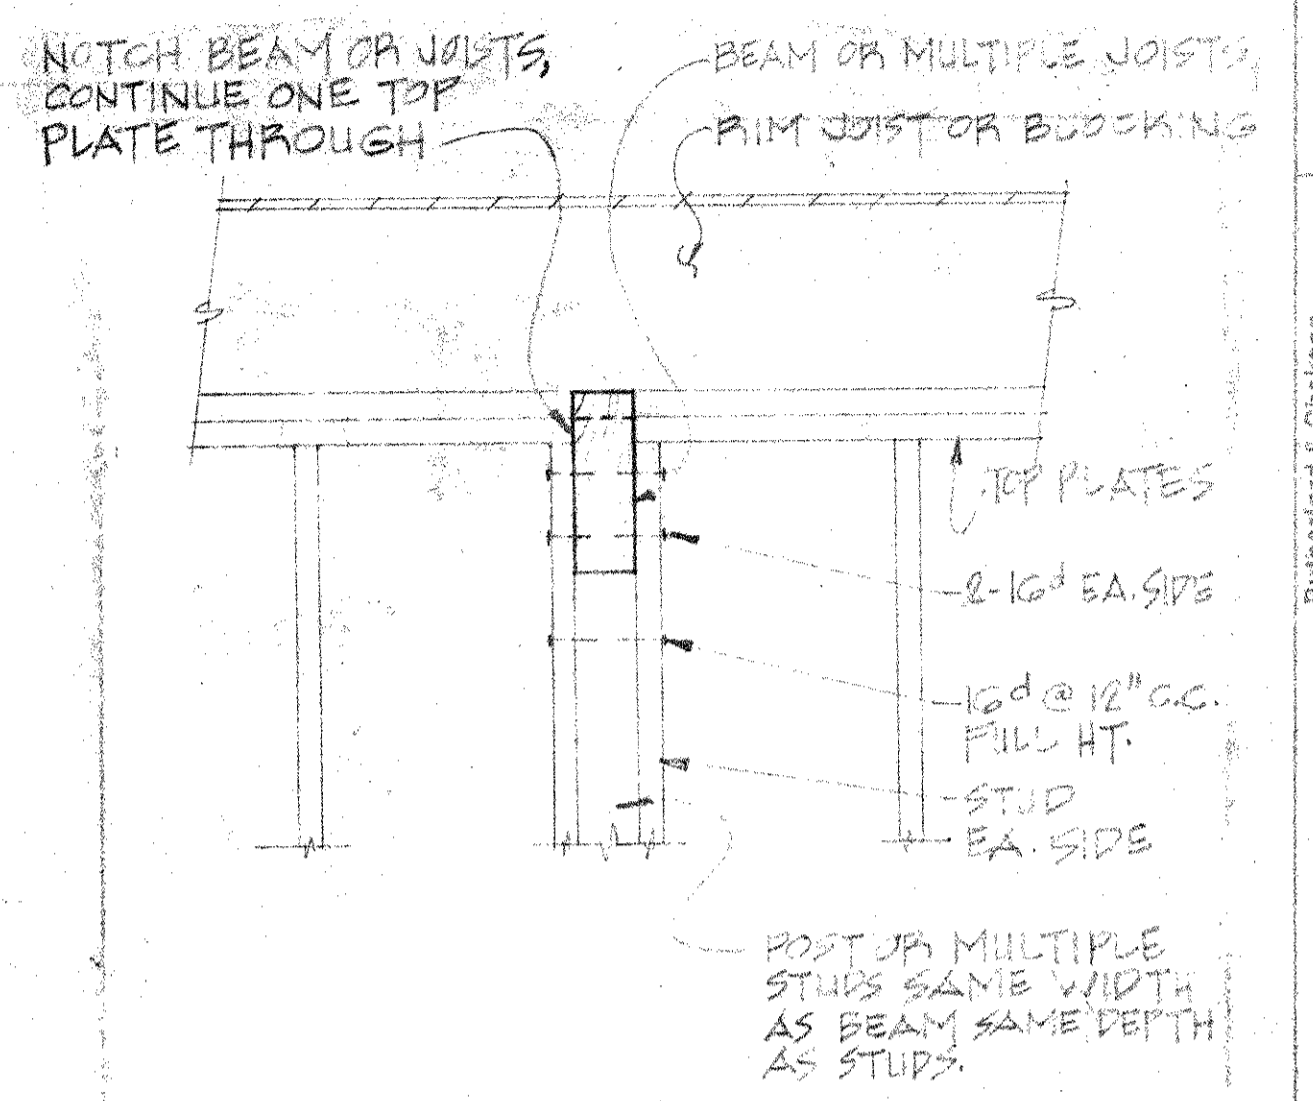 NOTCH BEAM OR JOISTS,
CONTINUE ONE TOP
PLATE THROUGH
BEAM OR MULTIPLE JOISTS,
RIM JOIST OR BLOCKING
TOP PLATES
2-16d EA. SIDE
16d @ 12" O.C.
FULL HT.
STUD
EA. SIDE
POST OR MULTIPLE
STUDS SAME WIDTH
AS BEAM SAME DEPTH
AS STUDS.